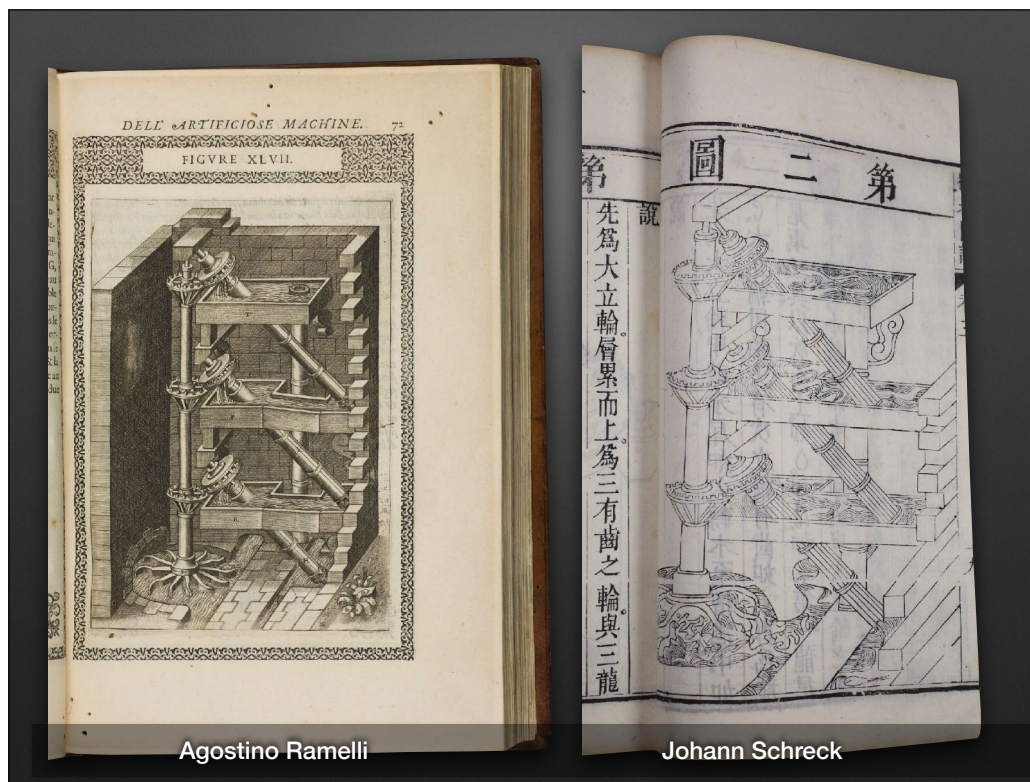 DELL' ARTIFICIOSE MACHINE. 72
FIGVRE XLVII.
第二圖
第
說
先爲大立輪。層累而上。爲三有齒之輪。與三龍
Agostino Ramelli
Johann Schreck